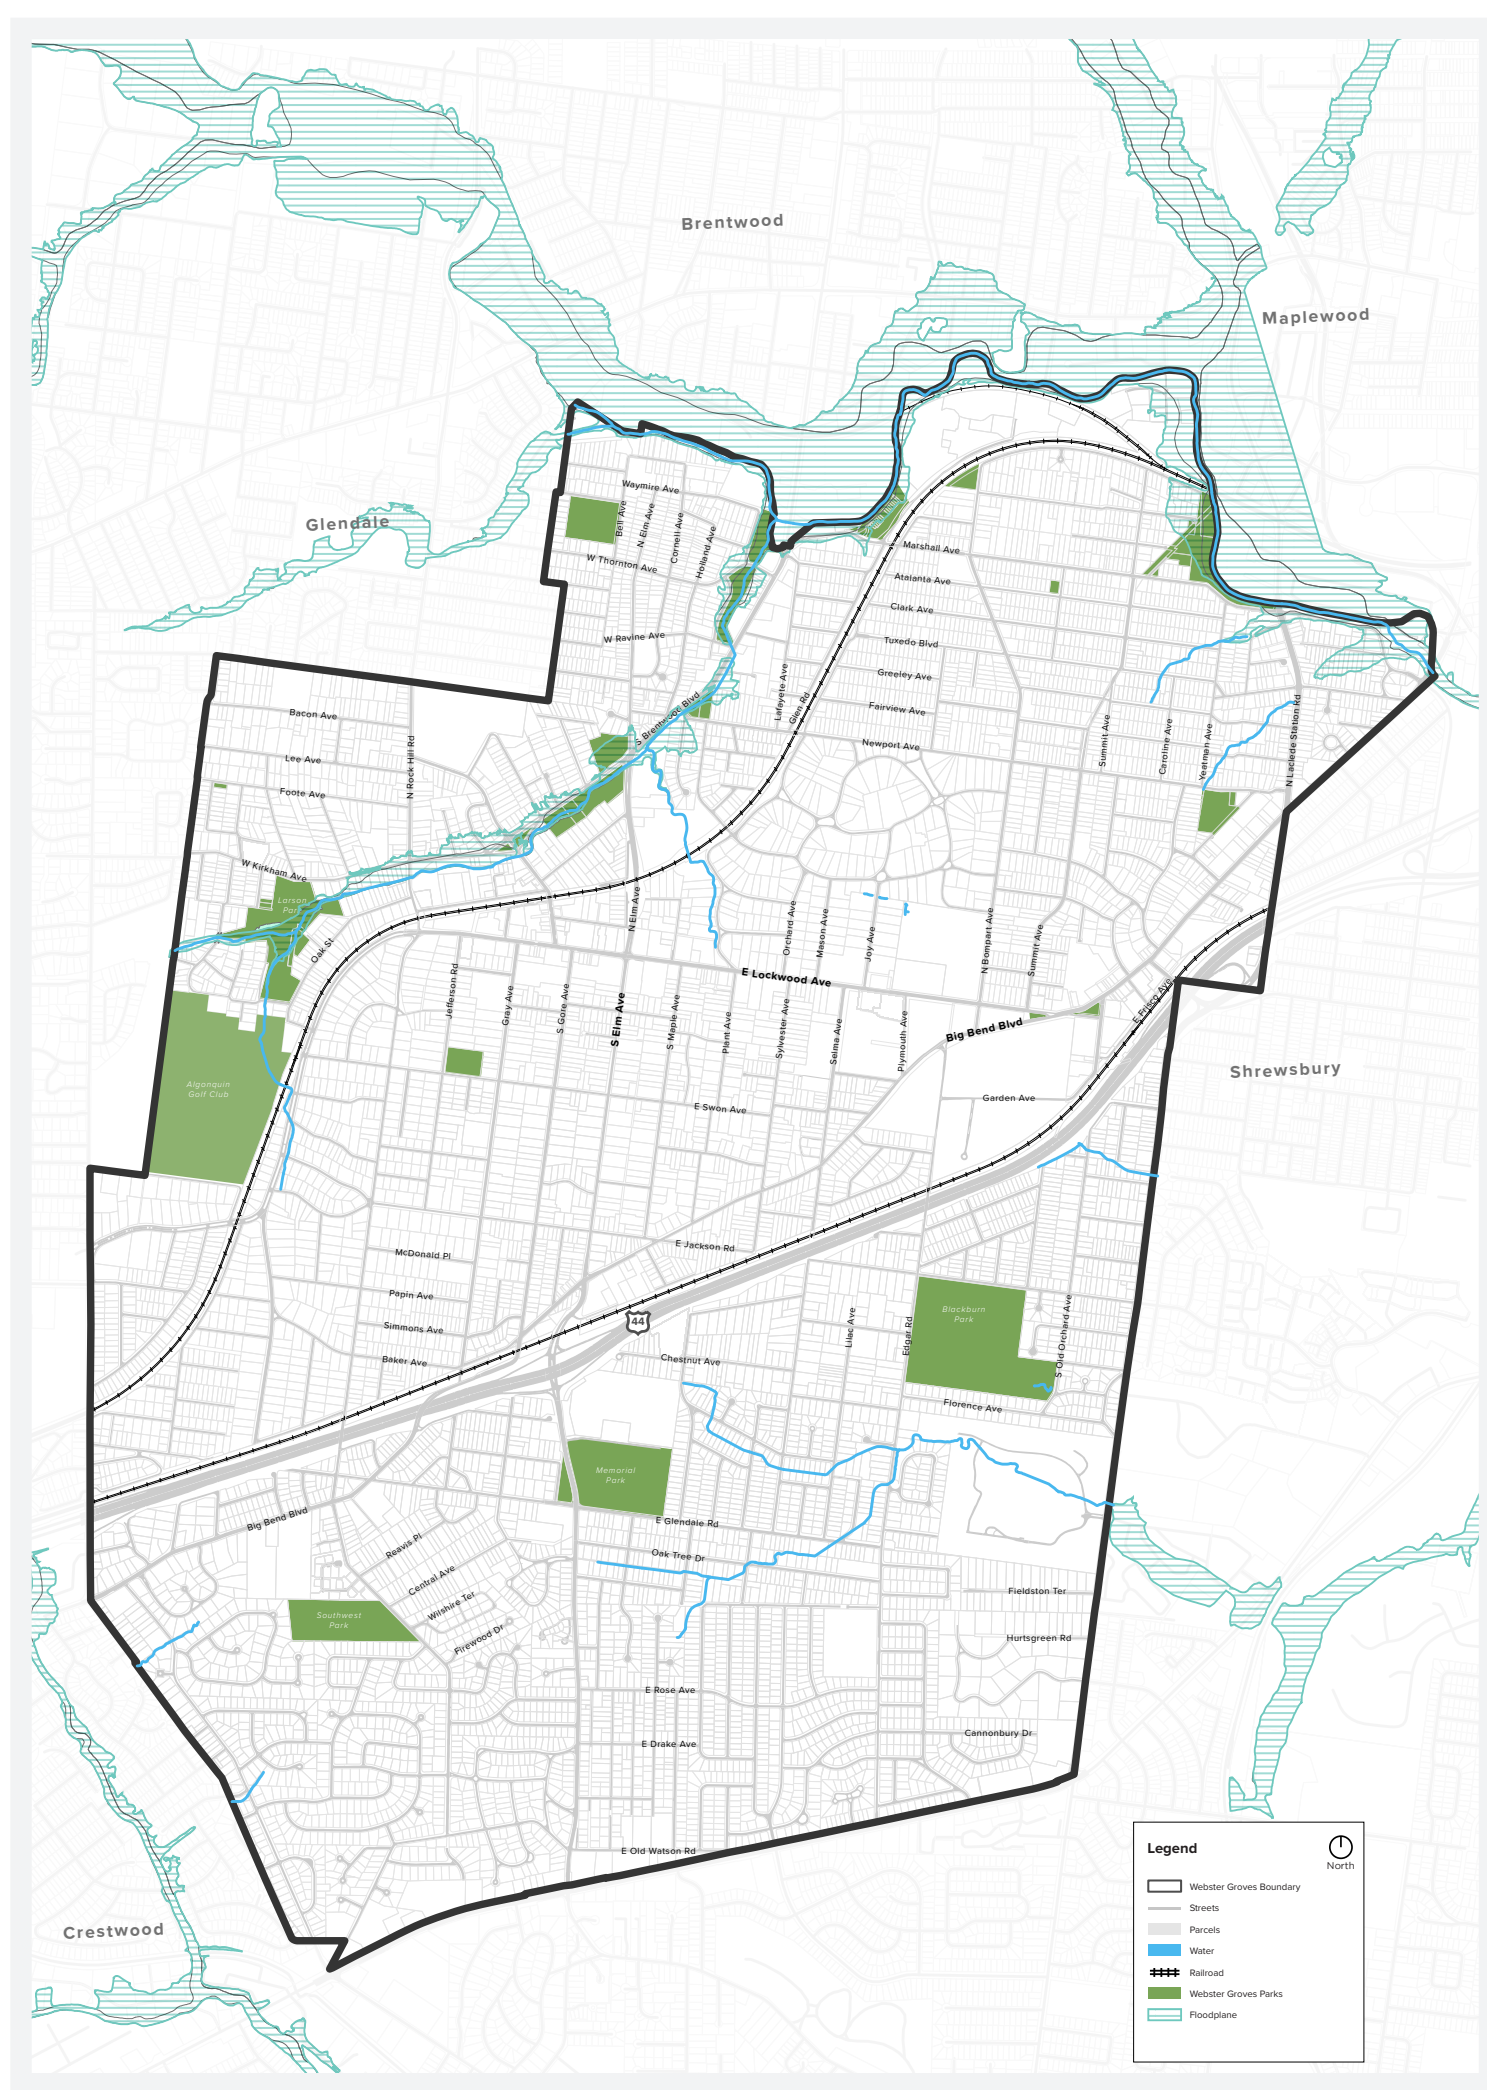 Brentwood
Maplewood
Glendale
Waymire Ave
Bell Ave
N Elm Ave
Cornell Ave
Holland Ave
W Thornton Ave
W Ravine Ave
Marshall Ave
Atalanta Ave
Clark Ave
Tuxedo Blvd
Greeley Ave
Fairview Ave
Newport Ave
Lafayete Ave
Glen Rd
S Brentwood Blvd
Summit Ave
Caroline Ave
Yeatman Ave
N Laclede Station Rd
Bacon Ave
Lee Ave
Foote Ave
N Rock Hill Rd
W Kirkham Ave
Larson
Park
Oak St
N Elm Ave
Orchard Ave
Mason Ave
Joy Ave
N Bompart Ave
Summit Ave
E Lockwood Ave
Jefferson Rd
Gray Ave
S Gore Ave
S Elm Ave
S Maple Ave
Plant Ave
Sylvester Ave
Selma Ave
Plymouth Ave
Big Bend Blvd
E Frisco Ave
Shrewsbury
Algonquin
Golf Club
E Swon Ave
Garden Ave
McDonald Pl
E Jackson Rd
Papin Ave
Simmons Ave
Baker Ave
44
Chestnut Ave
Lilac Ave
Edgar Rd
Blackburn
Park
S Old Orchard Ave
Florence Ave
Memorial
Park
Big Bend Blvd
E Glendale Rd
Reavis Pl
Oak Tree Dr
Central Ave
Wilshire Ter
Firewood Dr
Southwest
Park
Fieldston Ter
Hurtsgreen Rd
E Rose Ave
Cannonbury Dr
E Drake Ave
E Old Watson Rd
Crestwood
Legend
North
Webster Groves Boundary
Streets
Parcels
Water
Railroad
Webster Groves Parks
Floodplane